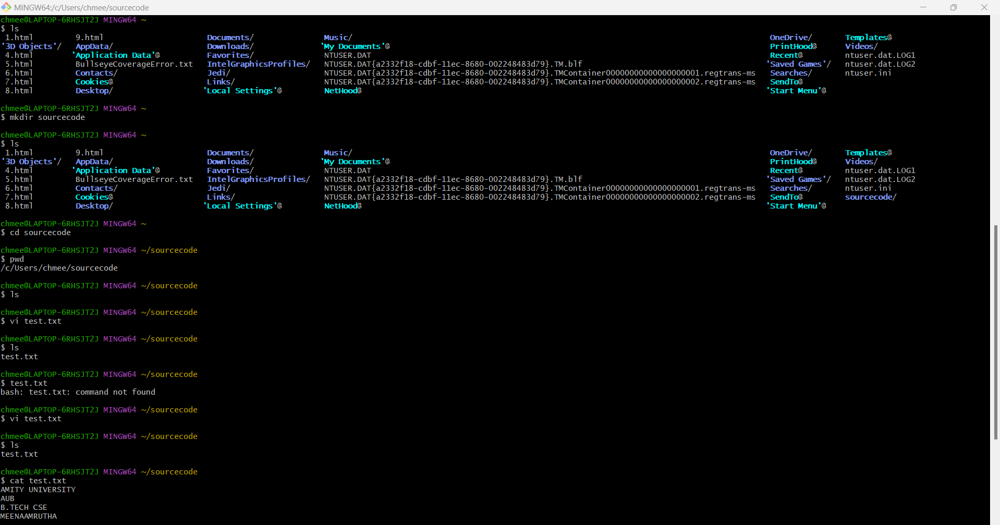 MINGW64:/c/Users/chmee/sourcecode
chmee@LAPTOP-6RHSJT2J MINGW64 ~
$ ls
1.html 9.html Documents/ Music/ OneDrive/ Templates@
'3D Objects'/ AppData/ Downloads/ 'My Documents'@ PrintHood@ Videos/
4.html 'Application Data'@ Favorites/ NTUSER.DAT Recent@ ntuser.dat.LOG1
5.html BullseyeCoverageError.txt IntelGraphicsProfiles/ NTUSER.DAT{a2332f18-cdbf-11ec-8680-002248483d79}.TM.blf 'Saved Games'/ ntuser.dat.LOG2
6.html Contacts/ Jedi/ NTUSER.DAT{a2332f18-cdbf-11ec-8680-002248483d79}.TMContainer00000000000000000001.regtrans-ms Searches/ ntuser.ini
7.html Cookies@ Links/ NTUSER.DAT{a2332f18-cdbf-11ec-8680-002248483d79}.TMContainer00000000000000000002.regtrans-ms SendTo@
8.html Desktop/ 'Local Settings'@ NetHood@ 'Start Menu'@
chmee@LAPTOP-6RHSJT2J MINGW64 ~
$ mkdir sourcecode
chmee@LAPTOP-6RHSJT2J MINGW64 ~
$ ls
1.html 9.html Documents/ Music/ OneDrive/ Templates@
'3D Objects'/ AppData/ Downloads/ 'My Documents'@ PrintHood@ Videos/
4.html 'Application Data'@ Favorites/ NTUSER.DAT Recent@ ntuser.dat.LOG1
5.html BullseyeCoverageError.txt IntelGraphicsProfiles/ NTUSER.DAT{a2332f18-cdbf-11ec-8680-002248483d79}.TM.blf 'Saved Games'/ ntuser.dat.LOG2
6.html Contacts/ Jedi/ NTUSER.DAT{a2332f18-cdbf-11ec-8680-002248483d79}.TMContainer00000000000000000001.regtrans-ms Searches/ ntuser.ini
7.html Cookies@ Links/ NTUSER.DAT{a2332f18-cdbf-11ec-8680-002248483d79}.TMContainer00000000000000000002.regtrans-ms SendTo@ sourcecode/
8.html Desktop/ 'Local Settings'@ NetHood@ 'Start Menu'@
chmee@LAPTOP-6RHSJT2J MINGW64 ~
$ cd sourcecode
chmee@LAPTOP-6RHSJT2J MINGW64 ~/sourcecode
$ pwd
/c/Users/chmee/sourcecode
chmee@LAPTOP-6RHSJT2J MINGW64 ~/sourcecode
$ ls
chmee@LAPTOP-6RHSJT2J MINGW64 ~/sourcecode
$ vi test.txt
chmee@LAPTOP-6RHSJT2J MINGW64 ~/sourcecode
$ ls
test.txt
chmee@LAPTOP-6RHSJT2J MINGW64 ~/sourcecode
$ test.txt
bash: test.txt: command not found
chmee@LAPTOP-6RHSJT2J MINGW64 ~/sourcecode
$ vi test.txt
chmee@LAPTOP-6RHSJT2J MINGW64 ~/sourcecode
$ ls
test.txt
chmee@LAPTOP-6RHSJT2J MINGW64 ~/sourcecode
$ cat test.txt
AMITY UNIVERSITY
AUB
B.TECH CSE
MEENAAMRUTHA